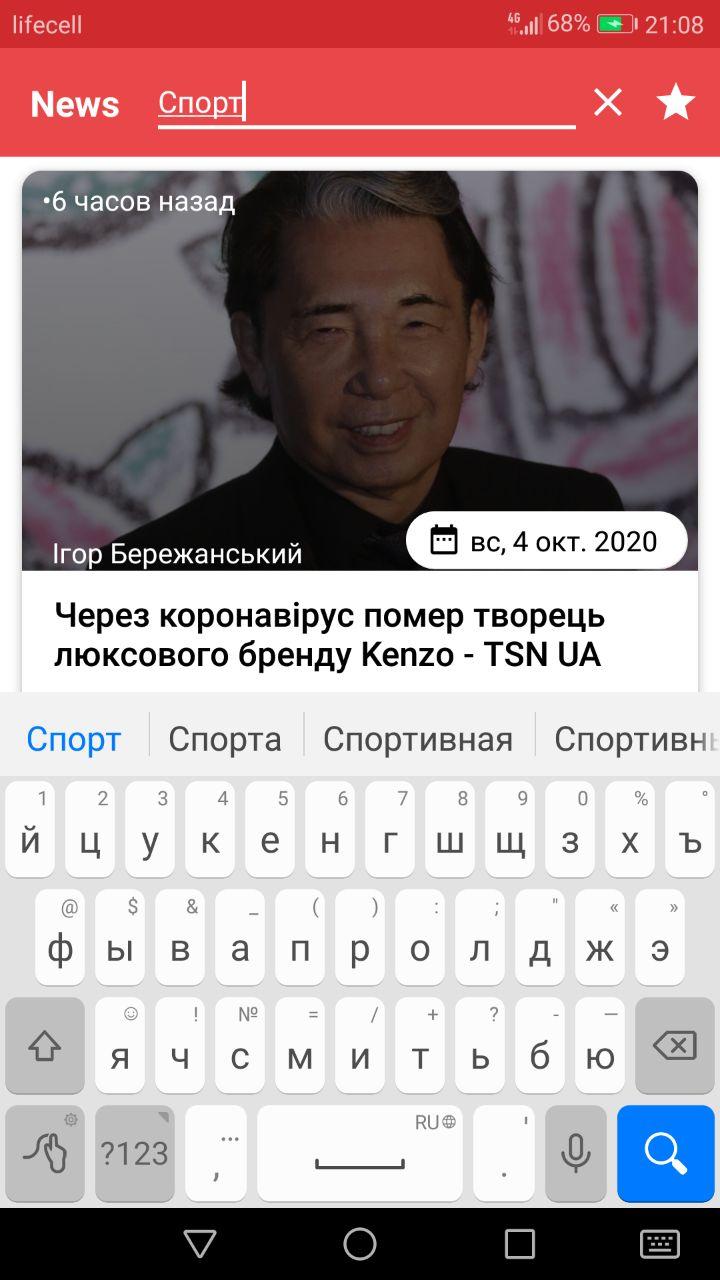 lifecell 4G 68% 21:08
News Спорт
•6 часов назад
Ігор Бережанський
вс, 4 окт. 2020
Через коронавірус помер творець
люксового бренду Kenzo - TSN UA
Спорт Спорта Спортивная Спортивны
1 2 3 4 5 6 7 8 9 0 % °
й ц у к е н г ш щ з х ъ
@ $ & _ ( ) : ; " « »
ф ы в а п р о л д ж э
! № = / + ? - —
я ч с м и т ь б ю
?123 , ... RU . '